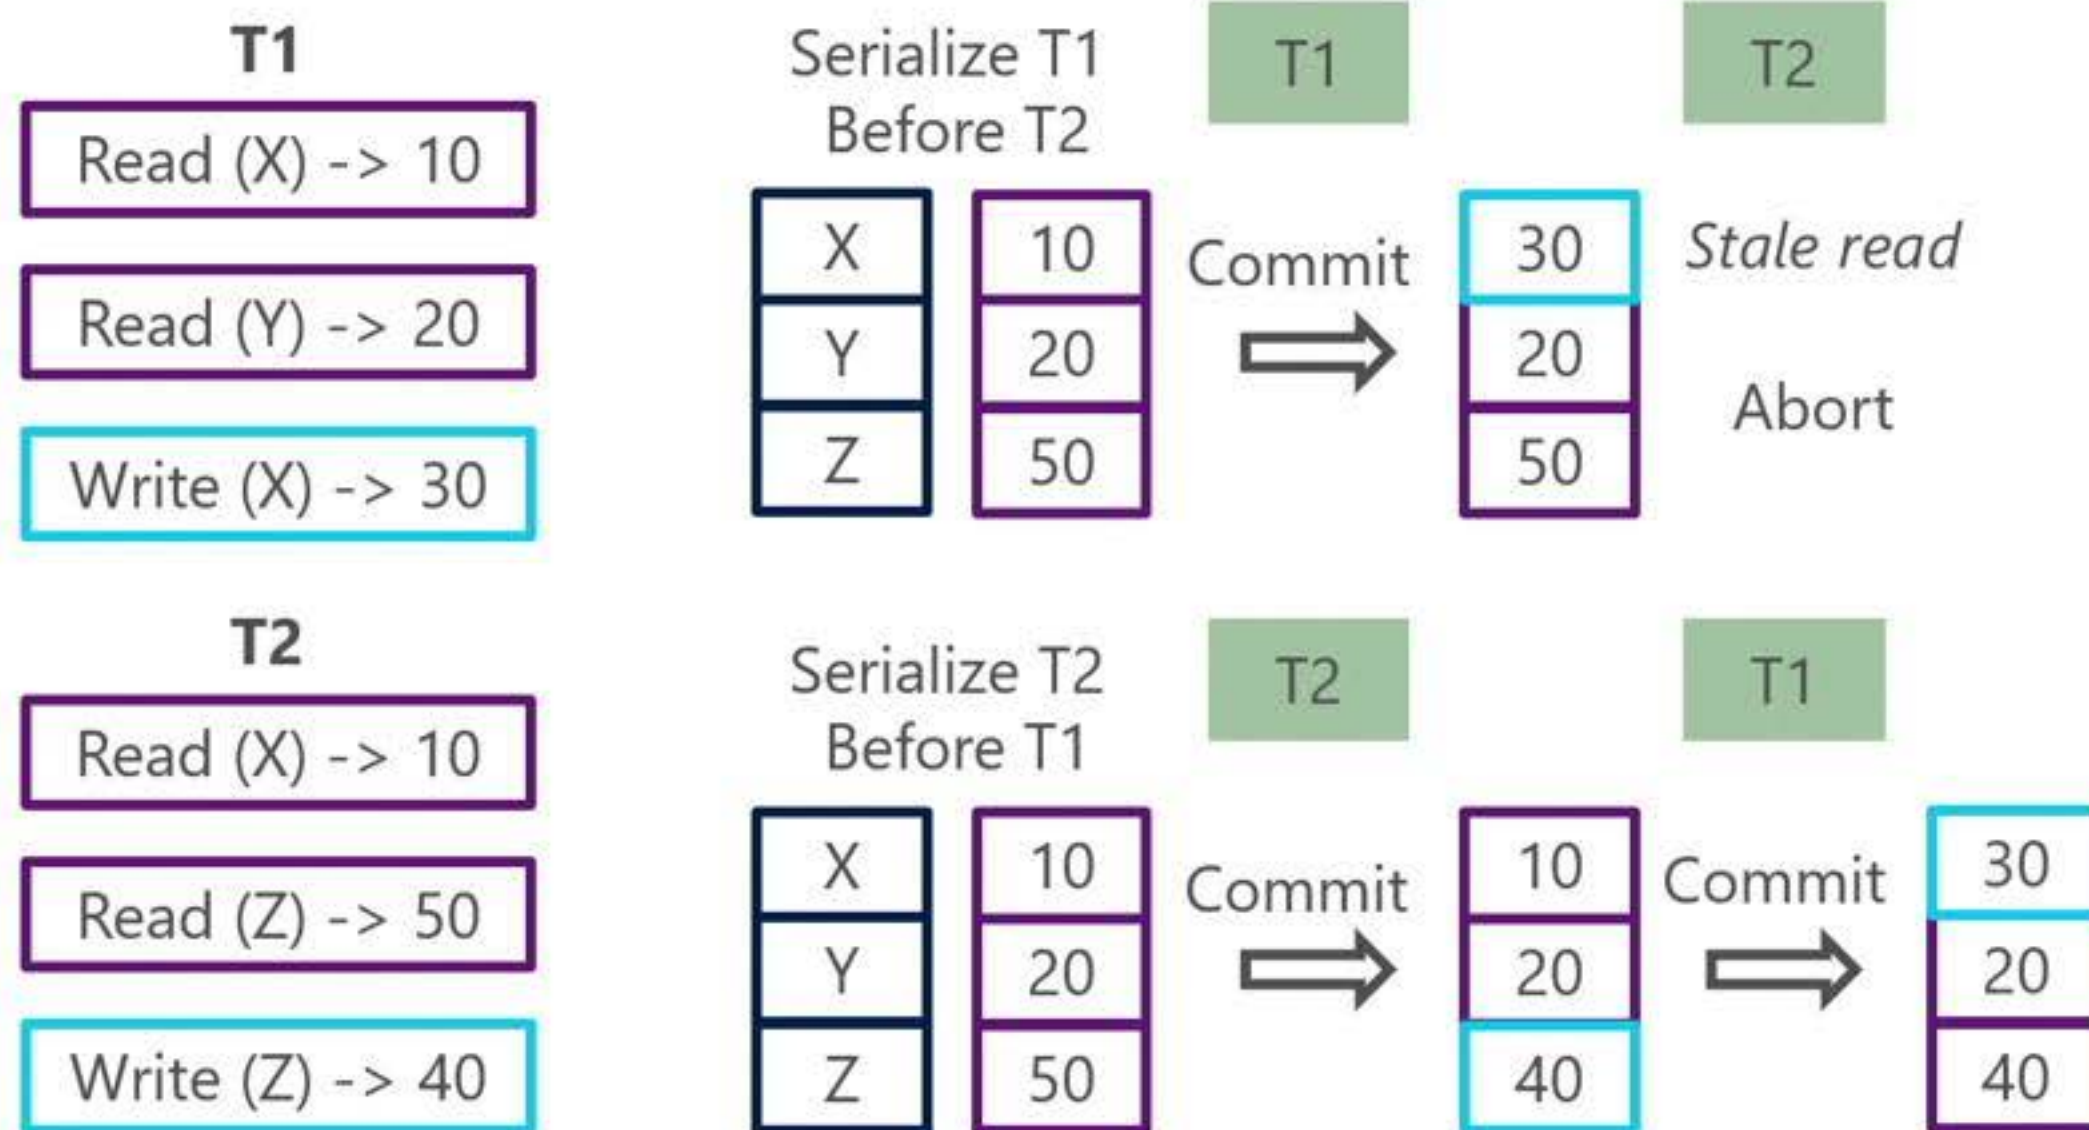 T1
Read (X) -> 10
Read (Y) -> 20
Write (X) -> 30
Serialize T1
Before T2
T1
T2
X
10
Commit
30
Stale read
Y
20
20
Abort
Z
50
50
T2
Read (X) -> 10
Read (Z) -> 50
Write (Z) -> 40
Serialize T2
Before T1
T2
T1
X
10
Commit
10
Commit
30
Y
20
20
20
Z
50
40
40